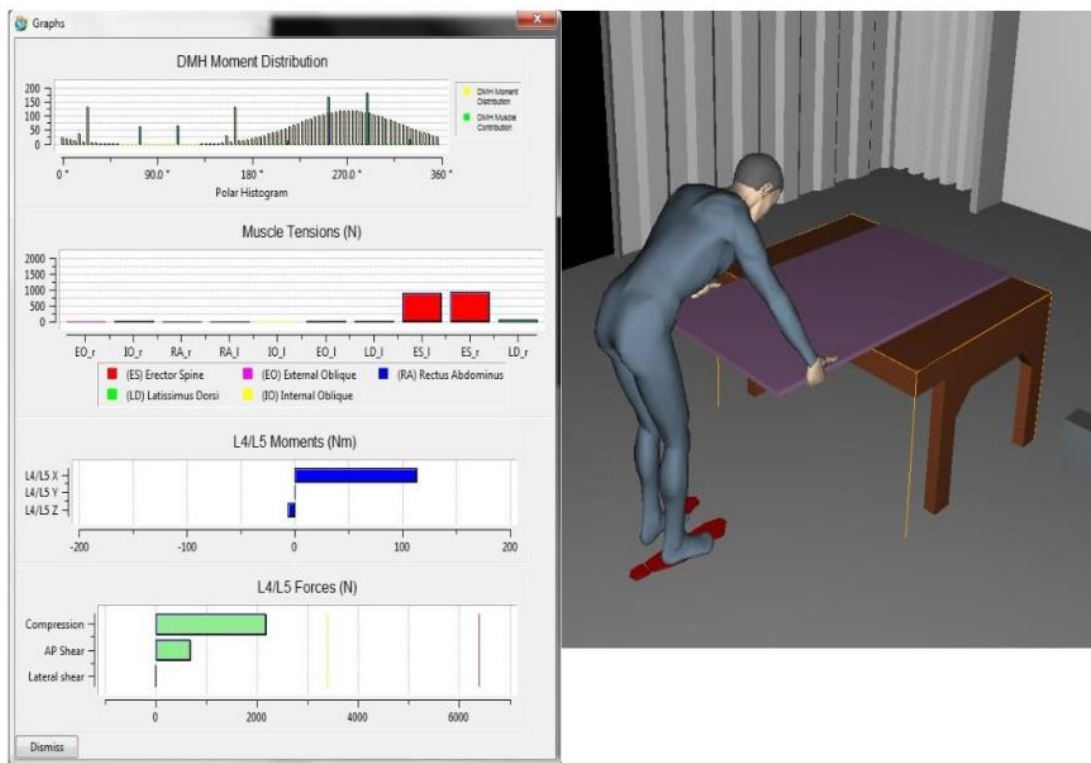 Graphs
DMH Moment Distribution
200
150
100
50
0
DMH Moment
Distribution
DMH Muscle
Contribution
0 ° 90.0 ° 180 ° 270.0 ° 360 °
Polar Histogram
Muscle Tensions (N)
2000
1500
1000
500
0
EO_r IO_r RA_r RA_l IO_l EO_l LD_l ES_l ES_r LD_r
(ES) Erector Spine (EO) External Oblique (RA) Rectus Abdominus
(LD) Latissimus Dorsi (IO) Internal Oblique
L4/L5 Moments (Nm)
L4/L5 X
L4/L5 Y
L4/L5 Z
-200 -100 0 100 200
L4/L5 Forces (N)
Compression
AP Shear
Lateral shear
0 2000 4000 6000
Dismiss